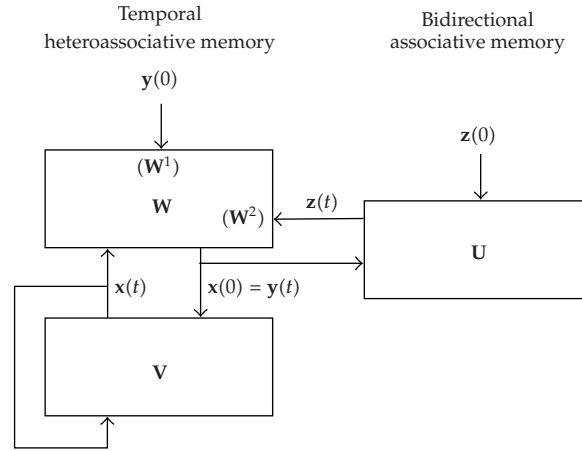 Temporal
heteroassociative memory
Bidirectional
associative memory
y(0)
z(0)
(W¹)
W
(W²)
z(t)
U
x(t)
x(0) = y(t)
V